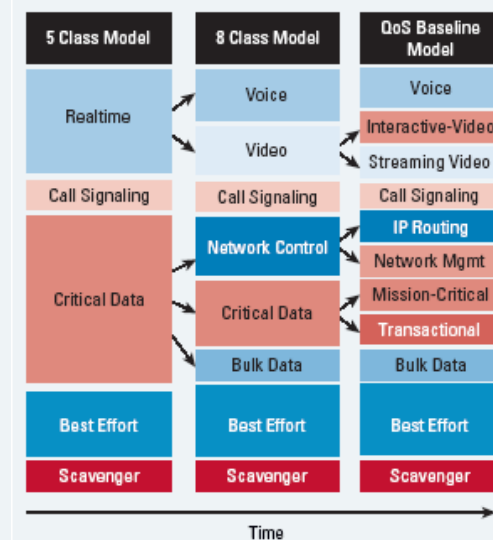 5 Class Model
Realtime
Call Signaling
Critical Data
Best Effort
Scavenger
8 Class Model
Voice
Video
Call Signaling
Network Control
Critical Data
Bulk Data
Best Effort
Scavenger
QoS Baseline
Model
Voice
Interactive-Video
Streaming Video
Call Signaling
IP Routing
Network Mgmt
Mission-Critical
Transactional
Bulk Data
Best Effort
Scavenger
Time